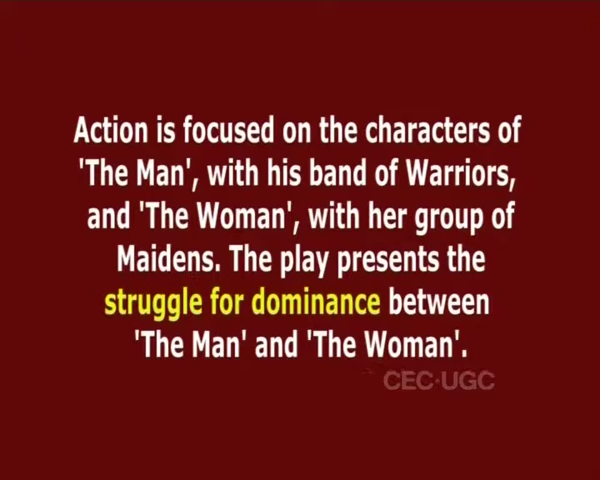 Action is focused on the characters of
'The Man', with his band of Warriors,
and 'The Woman', with her group of
Maidens. The play presents the
struggle for dominance between
'The Man' and 'The Woman'.
CEC-UGC